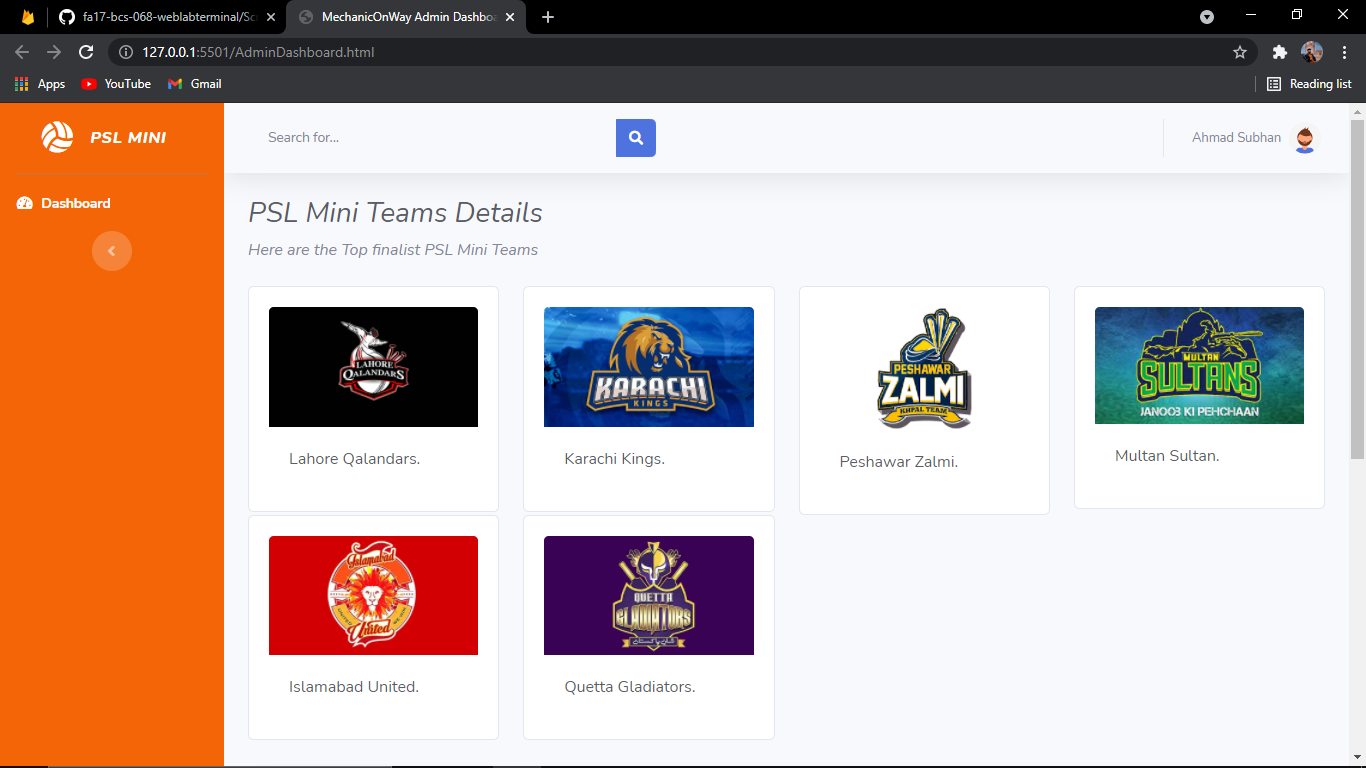 fa17-bcs-068-weblabterminal/Scr
MechanicOnWay Admin Dashboa
127.0.0.1:5501/AdminDashboard.html
Apps
YouTube
Gmail
Reading list
PSL MINI
Dashboard
Search for...
Ahmad Subhan
PSL Mini Teams Details
Here are the Top finalist PSL Mini Teams
LAHORE
QALANDARS
Lahore Qalandars.
KARACHI
KINGS
Karachi Kings.
PESHAWAR
ZALMI
KHPAL TEAM
Peshawar Zalmi.
MULTAN
SULTANS
JANOOB KI PEHCHAAN
Multan Sultan.
Islamabad
United
Islamabad United.
QUETTA
GLADIATORS
Quetta Gladiators.